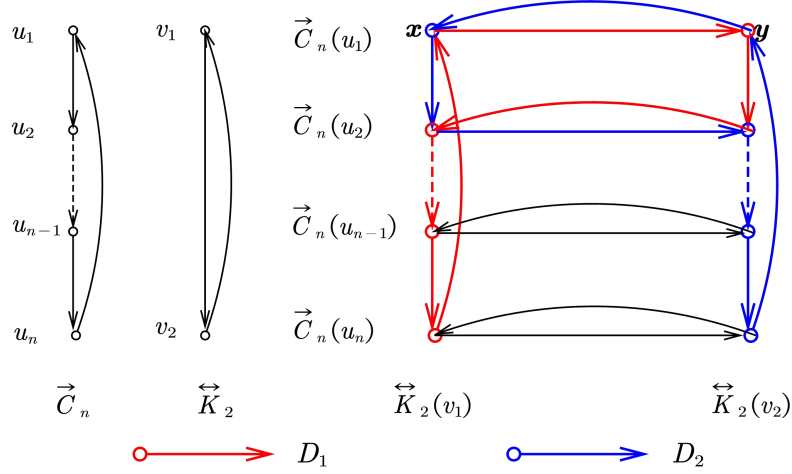 u₁ v₁ C⃗ₙ(u₁) x y
u₂ C⃗ₙ(u₂)
uₙ₋₁ C⃗ₙ(uₙ₋₁)
uₙ v₂ C⃗ₙ(uₙ)
C⃗ₙ K⃡₂ K⃡₂(v₁) K⃡₂(v₂)
D₁ D₂